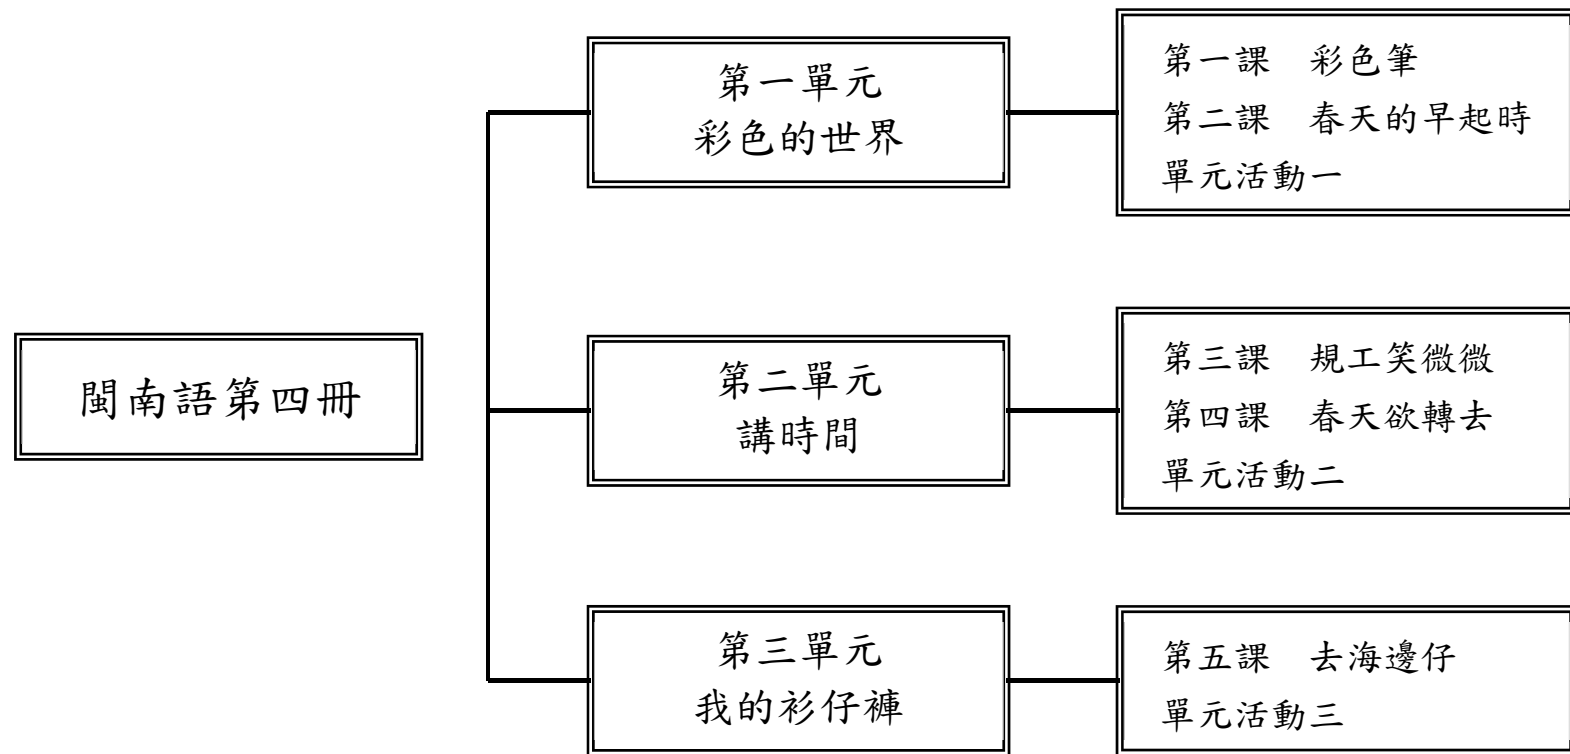 閩南語第四冊
第一單元
彩色的世界
第一課　彩色筆
第二課　春天的早起時
單元活動一
第二單元
講時間
第三課　規工笑微微
第四課　春天欲轉去
單元活動二
第三單元
我的衫仔褲
第五課　去海邊仔
單元活動三